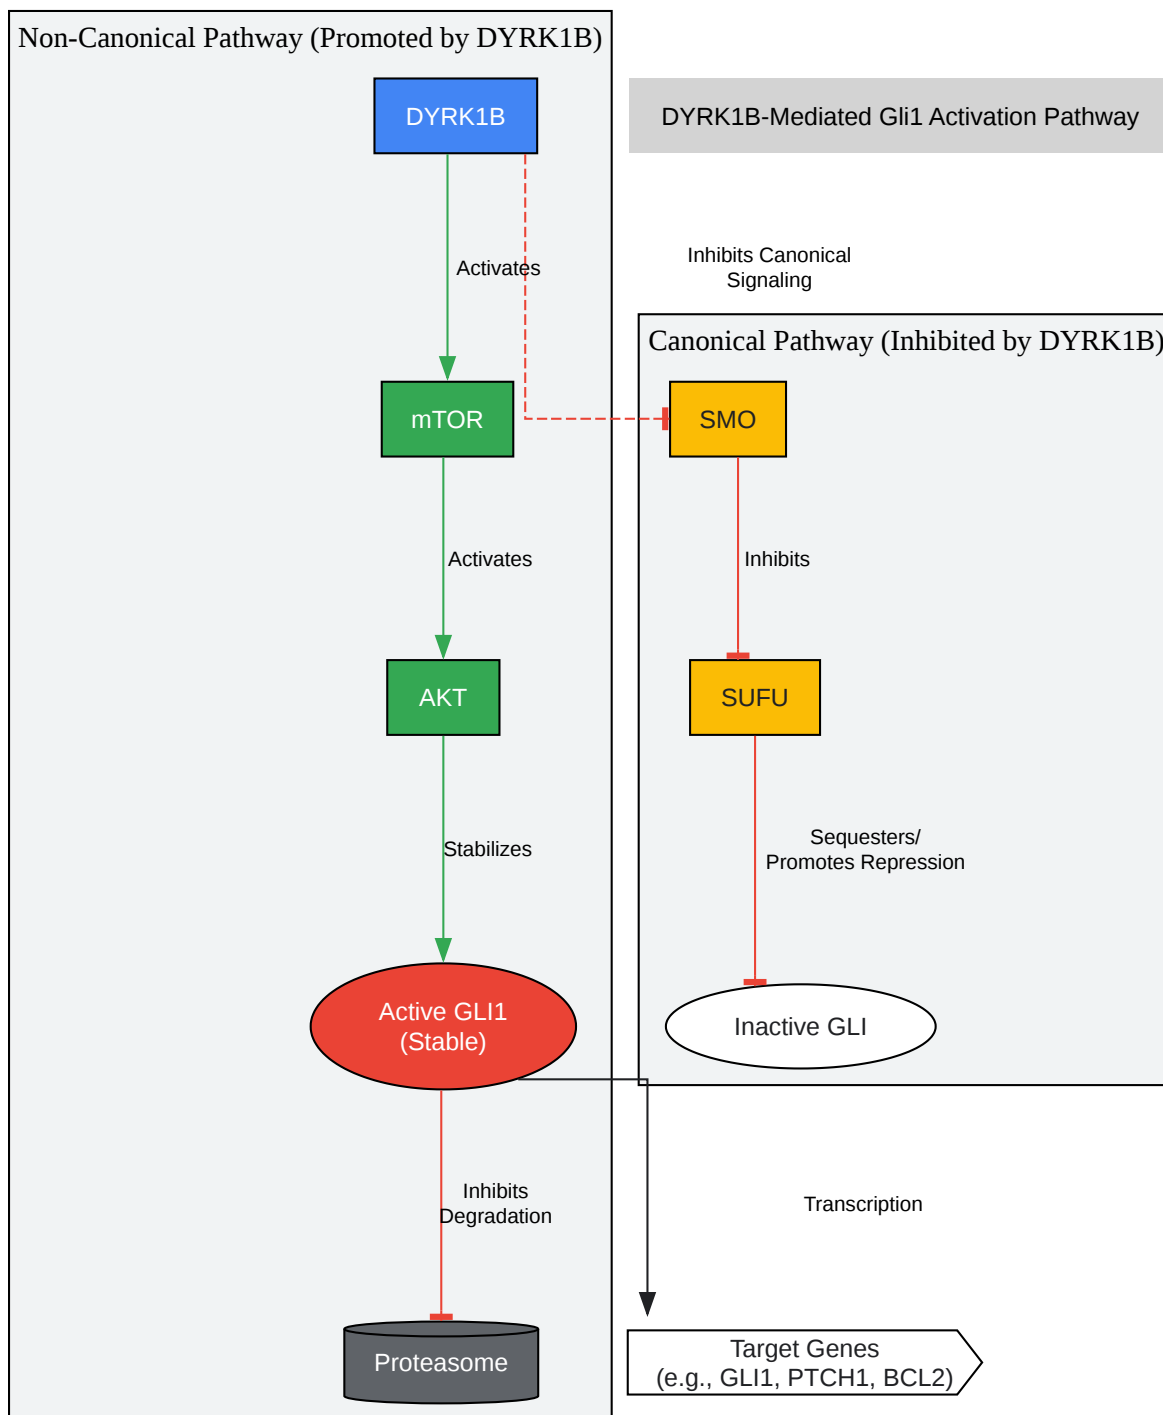 Non-Canonical Pathway (Promoted by DYRK1B)
DYRK1B
DYRK1B-Mediated Gli1 Activation Pathway
Activates
Inhibits Canonical
Signaling
Canonical Pathway (Inhibited by DYRK1B)
mTOR
SMO
Activates
Inhibits
AKT
SUFU
Stabilizes
Sequesters/
Promotes Repression
Active GLI1
(Stable)
Inactive GLI
Inhibits
Degradation
Transcription
Proteasome
Target Genes
(e.g., GLI1, PTCH1, BCL2)